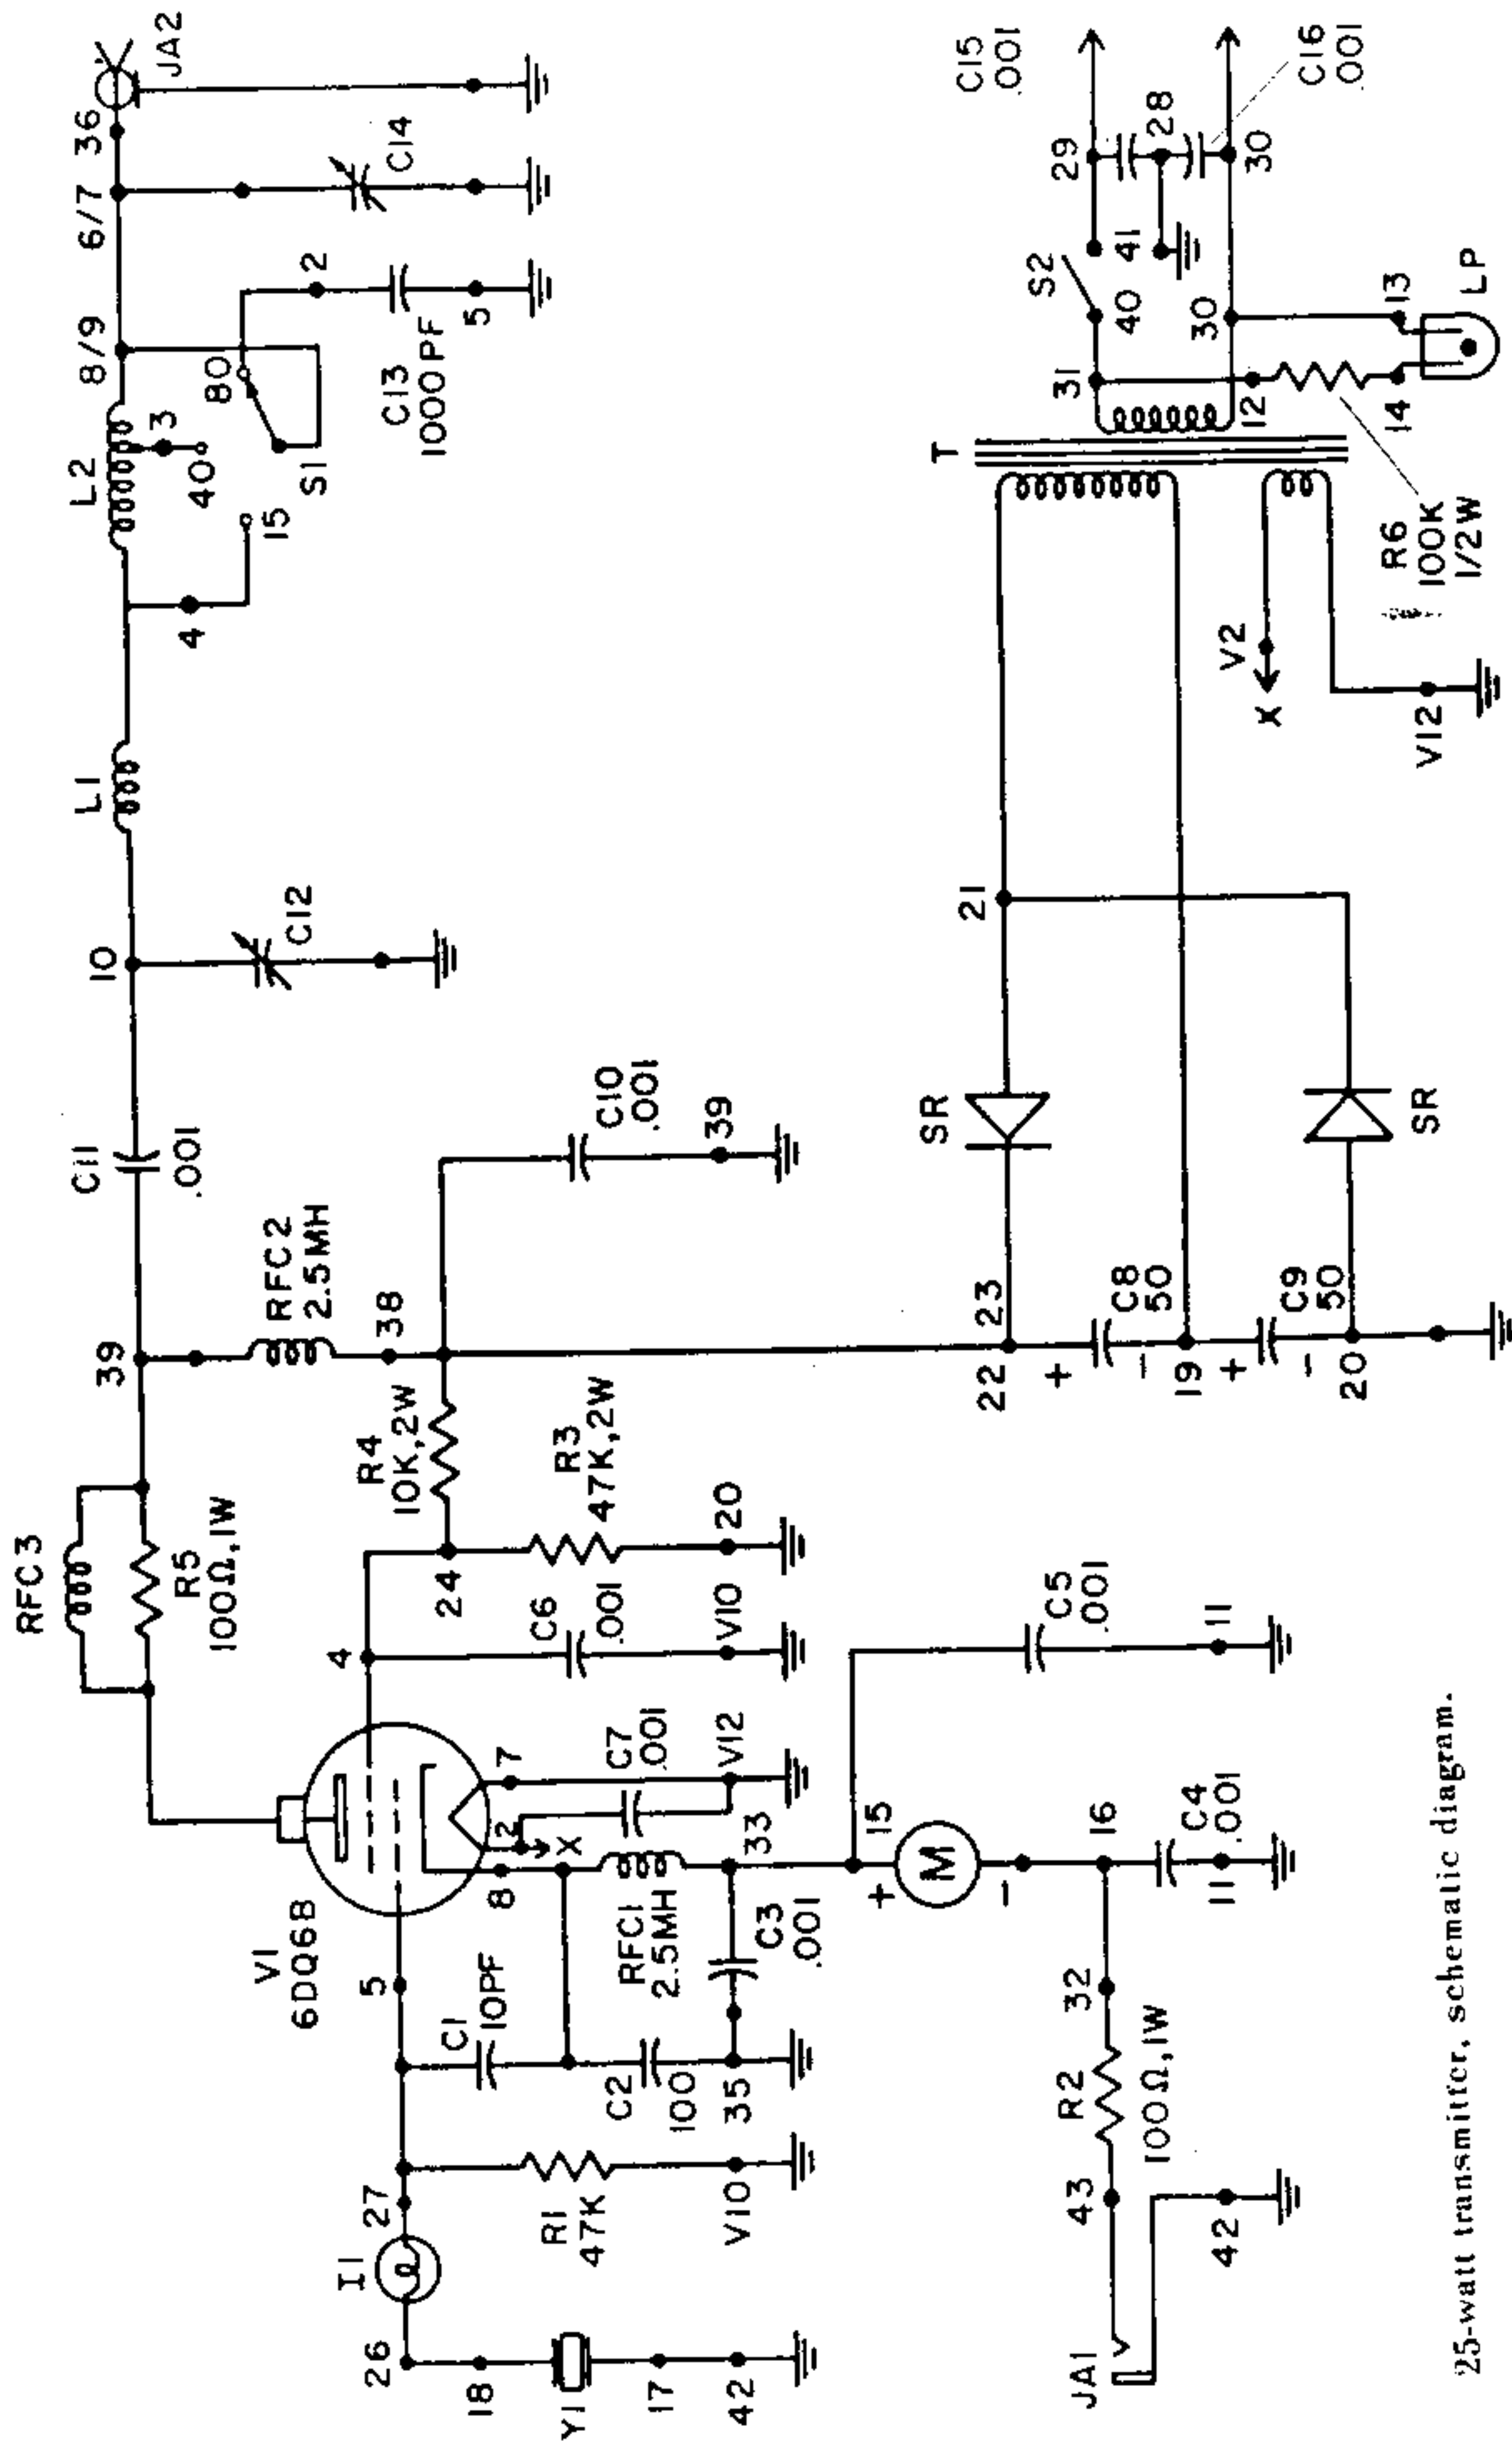 RFC3
R5
100Ω,1W
39
C11
.001
10
C12
L1
L2
3
40
4
15
8/9
80
S1
2
C13
1000PF
5
6/7
C14
36
JA2
RFC2
2.5MH
38
C10
.001
39
R4
10K,2W
24
R3
47K,2W
20
4
C6
.001
V10
V1
6DQ6B
5
8
2
7
C7
.001
V12
X
RFC1
2.5MH
33
C3
.001
C1
10PF
C2
100
35
R1
47K
V10
27
I1
26
18
Y1
17
42
JA1
43
42
R2
100Ω,1W
32
16
C4
.001
11
+
M
-
15
C5
.001
11
22
23
+
C8
50
-
19
+
C9
50
-
20
SR
SR
21
T
V2
X
V12
31
S2
40
41
29
28
30
30
C15
.001
C16
.001
12
13
14
LP
R6
100K
1/2W
25-watt transmitter, schematic diagram.